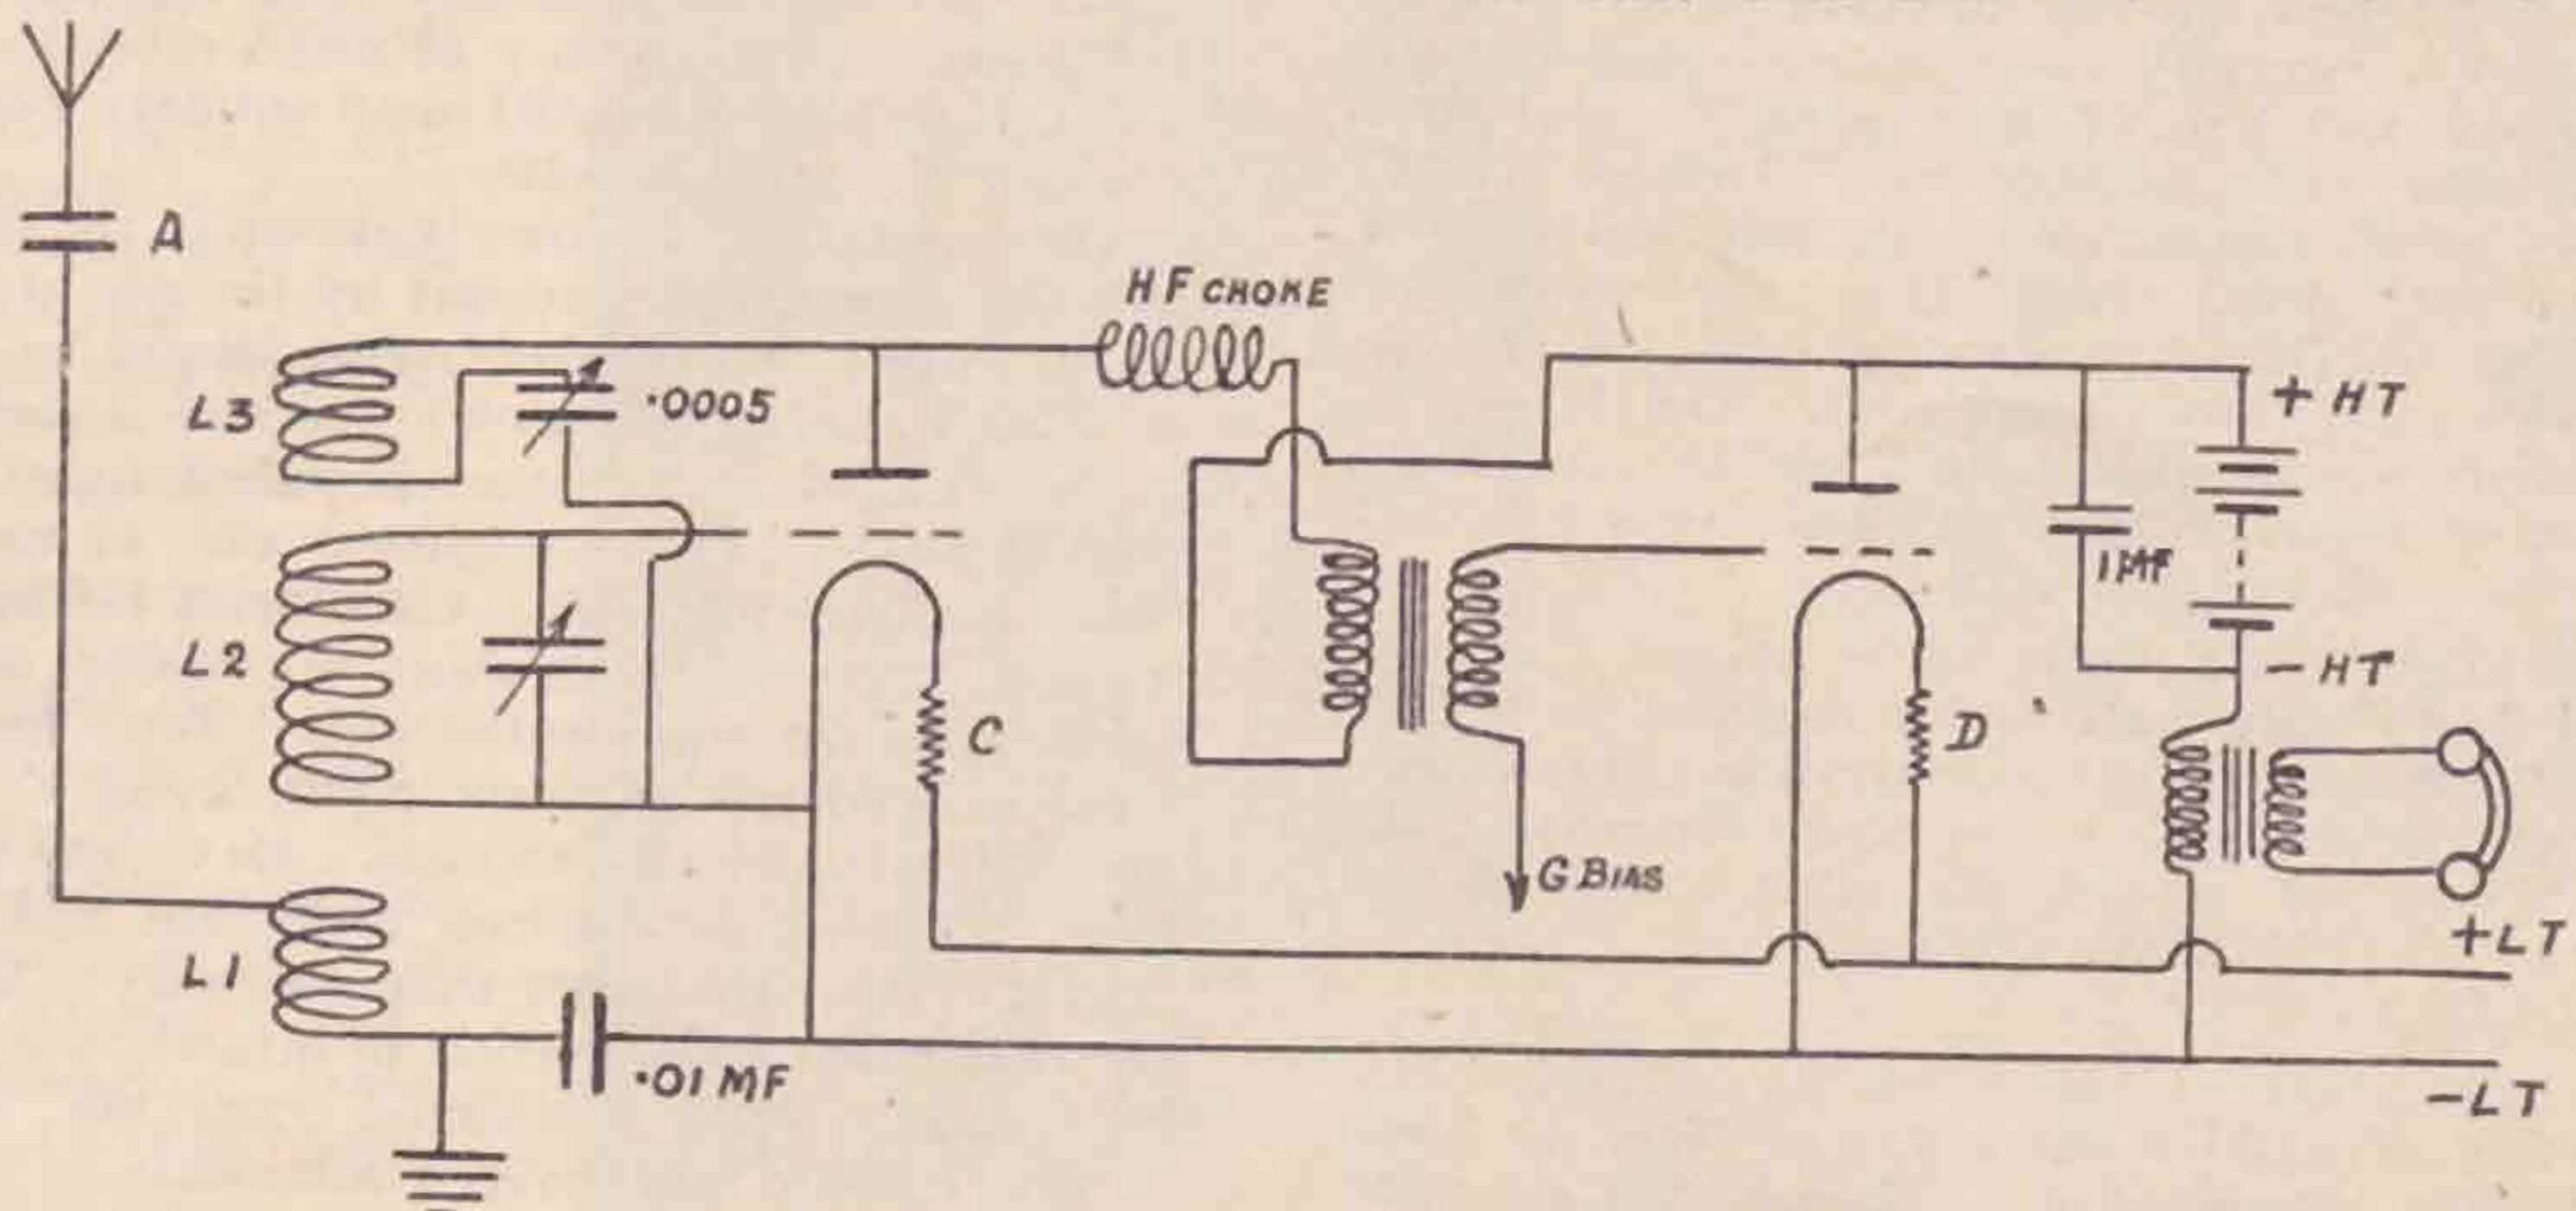 A
HF CHOKE
L3
.0005
+ HT
1MF
L2
- HT
C
D
G BIAS
+LT
L1
.01 MF
-LT